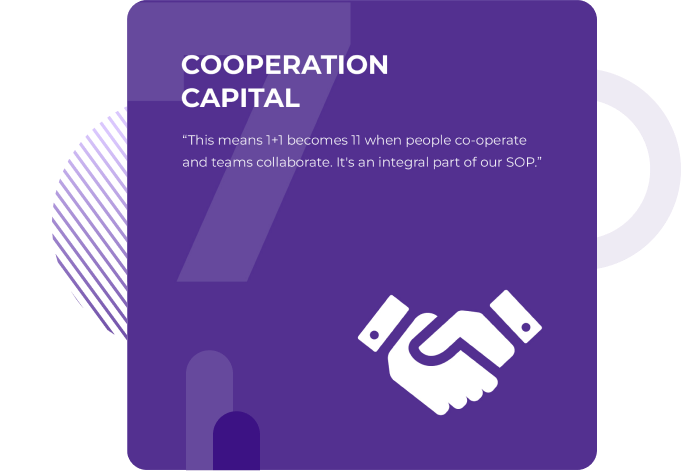 7
COOPERATION
CAPITAL
“This means 1+1 becomes 11 when people co-operate
and teams collaborate. It's an integral part of our SOP.”